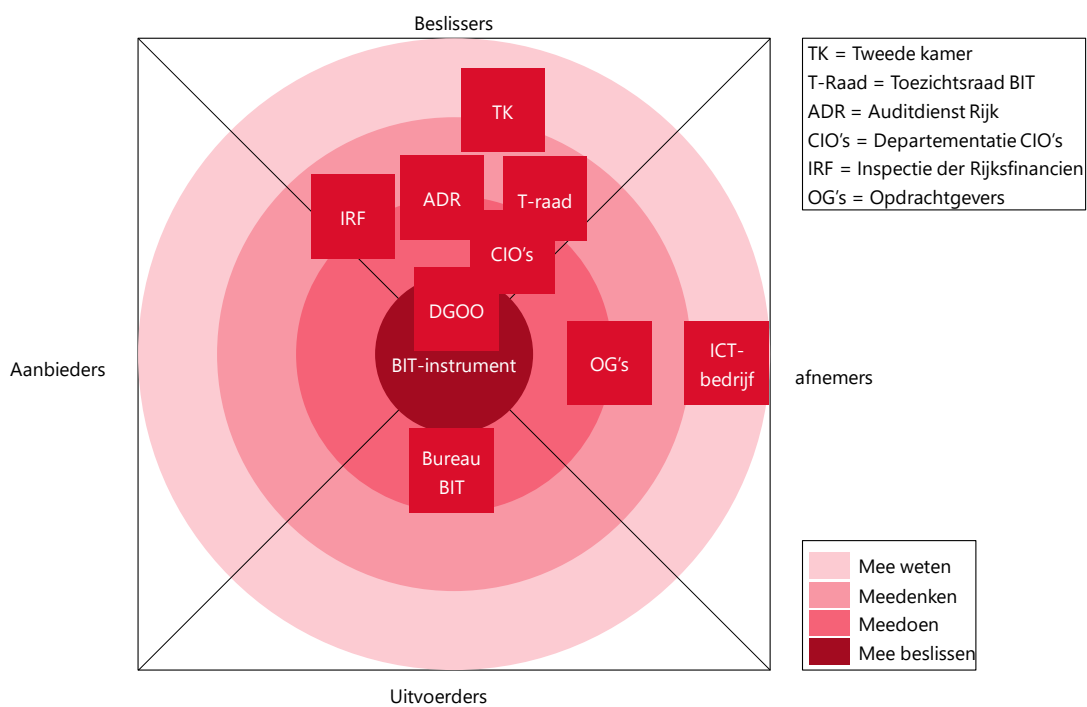 Beslissers
TK = Tweede kamer
T-Raad = Toezichtsraad BIT
ADR = Auditdienst Rijk
CIO's = Departementatie CIO's
IRF = Inspectie der Rijksfinancien
OG's = Opdrachtgevers
TK
ADR
T-raad
IRF
CIO's
DGOO
BIT-instrument
OG's
ICT-
bedrijf
Aanbieders
afnemers
Bureau
BIT
Mee weten
Meedenken
Meedoen
Mee beslissen
Uitvoerders